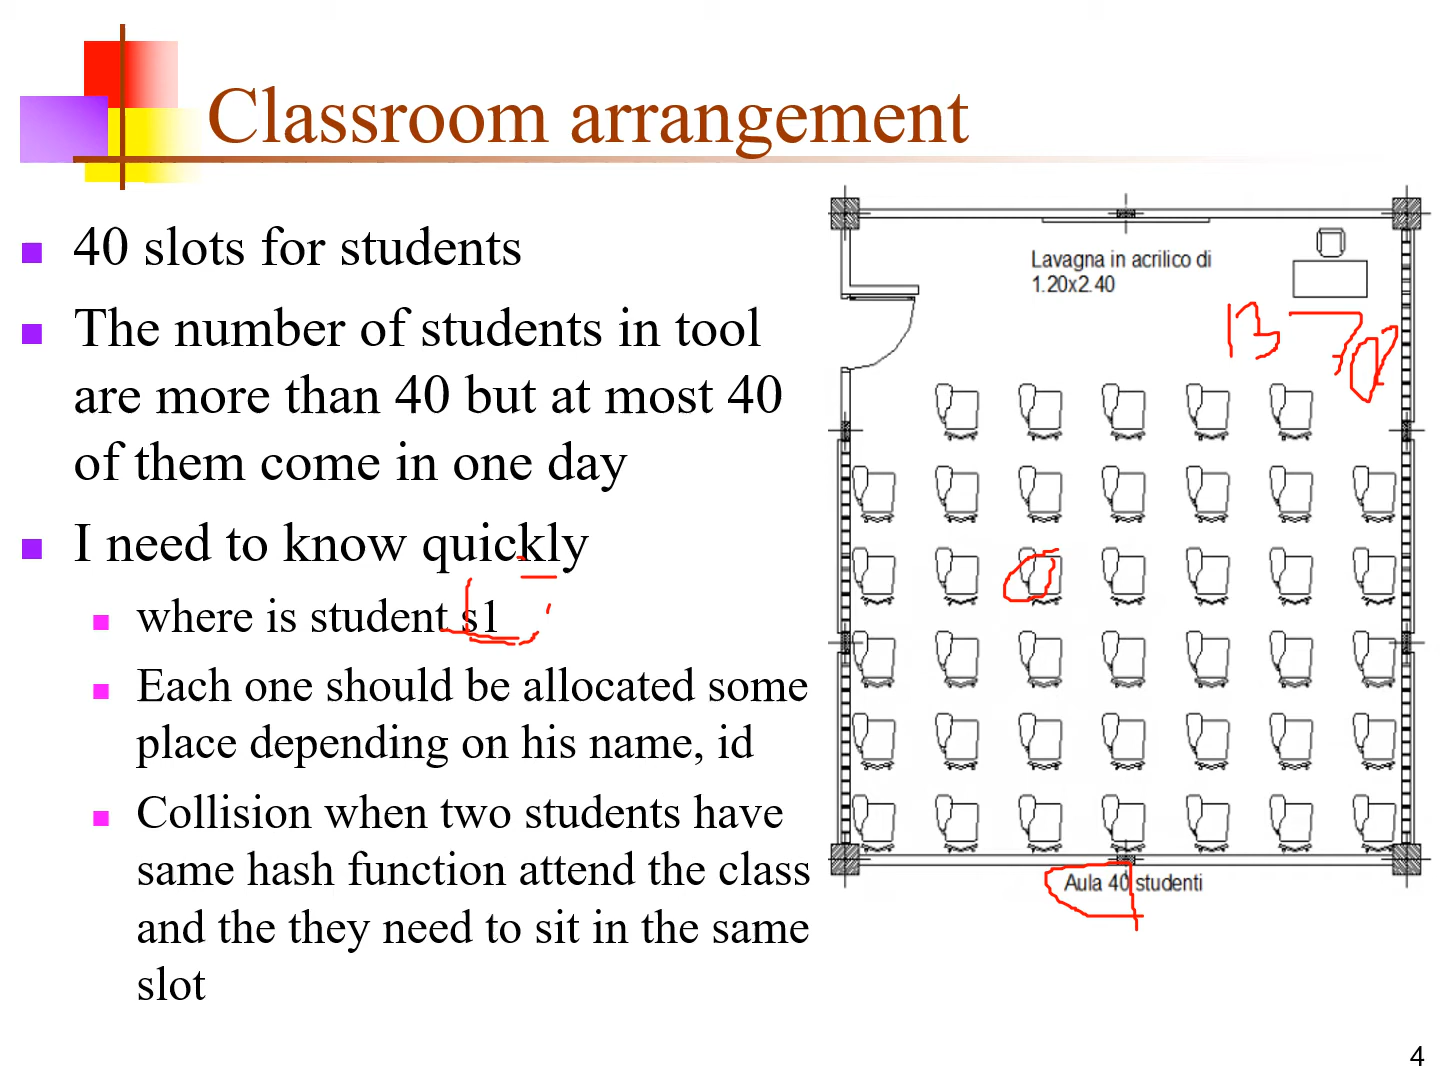 Classroom arrangement
40 slots for students
The number of students in tool
are more than 40 but at most 40
of them come in one day
I need to know quickly
where is student s1
Each one should be allocated some
place depending on his name, id
Collision when two students have
same hash function attend the class
and the they need to sit in the same
slot
Lavagna in acrilico di
1.20x2.40
13
Aula 40 studenti
4